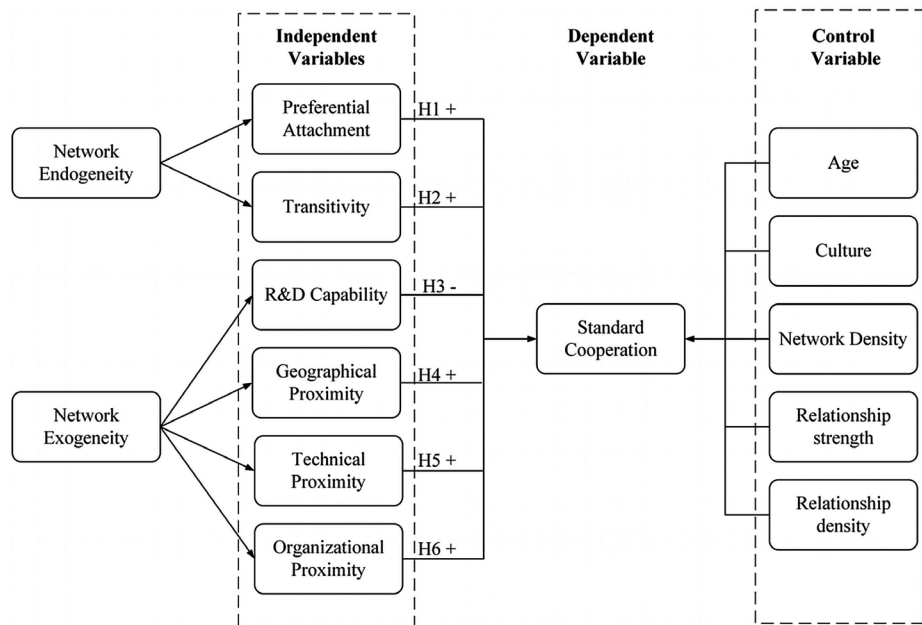 Independent
Variables
Dependent
Variable
Control
Variable
Network
Endogeneity
Network
Exogeneity
Preferential
Attachment
Transitivity
R&D Capability
Geographical
Proximity
Technical
Proximity
Organizational
Proximity
H1 +
H2 +
H3 -
H4 +
H5 +
H6 +
Standard
Cooperation
Age
Culture
Network Density
Relationship
strength
Relationship
density